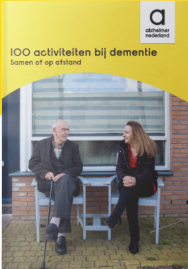 alzheimer
nederland
100 activiteiten bij dementie
Samen of op afstand